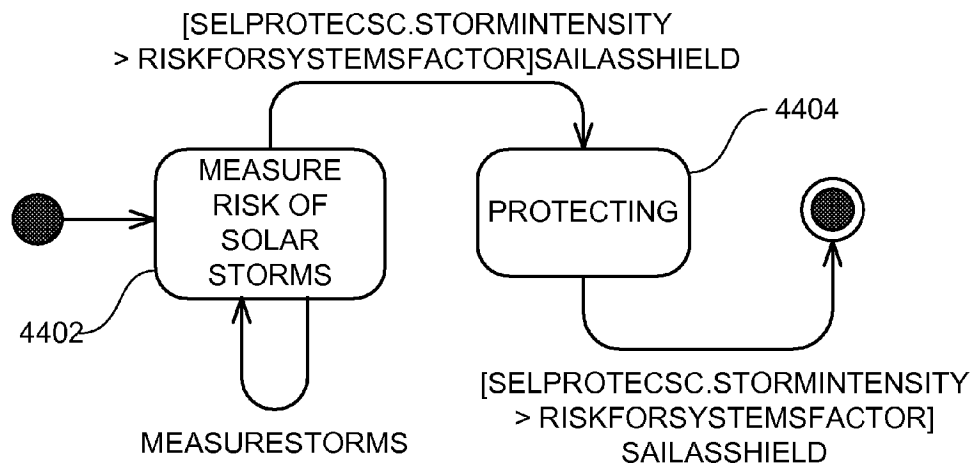 [SELPROTECSC.STORMINTENSITY
> RISKFORSYSTEMSFACTOR]SAILASSHIELD
4404
MEASURE
RISK OF
SOLAR
STORMS
PROTECTING
4402
MEASURESTORMS
[SELPROTECSC.STORMINTENSITY
> RISKFORSYSTEMSFACTOR]
SAILASSHIELD